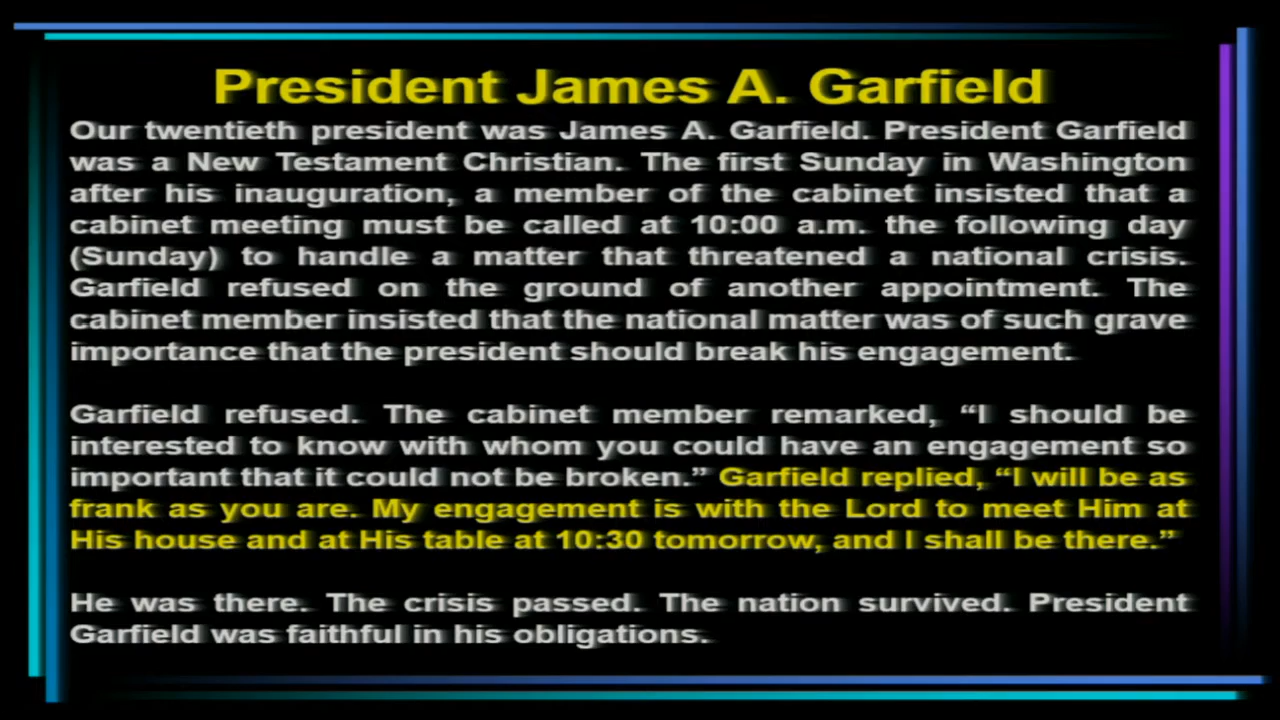 President James A. Garfield
Our twentieth president was James A. Garfield. President Garfield
was a New Testament Christian. The first Sunday in Washington
after his inauguration, a member of the cabinet insisted that a
cabinet meeting must be called at 10:00 a.m. the following day
(Sunday) to handle a matter that threatened a national crisis.
Garfield refused on the ground of another appointment. The
cabinet member insisted that the national matter was of such grave
importance that the president should break his engagement.
Garfield refused. The cabinet member remarked, “I should be
interested to know with whom you could have an engagement so
important that it could not be broken.” Garfield replied, “I will be as
frank as you are. My engagement is with the Lord to meet Him at
His house and at His table at 10:30 tomorrow, and I shall be there.”
He was there. The crisis passed. The nation survived. President
Garfield was faithful in his obligations.